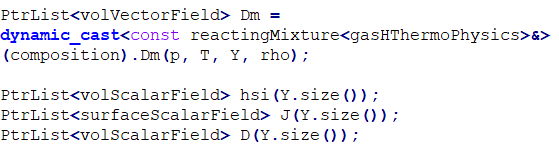 PtrList<volVectorField> Dm =
dynamic_cast<const reactingMixture<gasHThermoPhysics>&>
(composition).Dm(p, T, Y, rho);
PtrList<volScalarField> hsi(Y.size());
PtrList<surfaceScalarField> J(Y.size());
PtrList<volScalarField> D(Y.size());